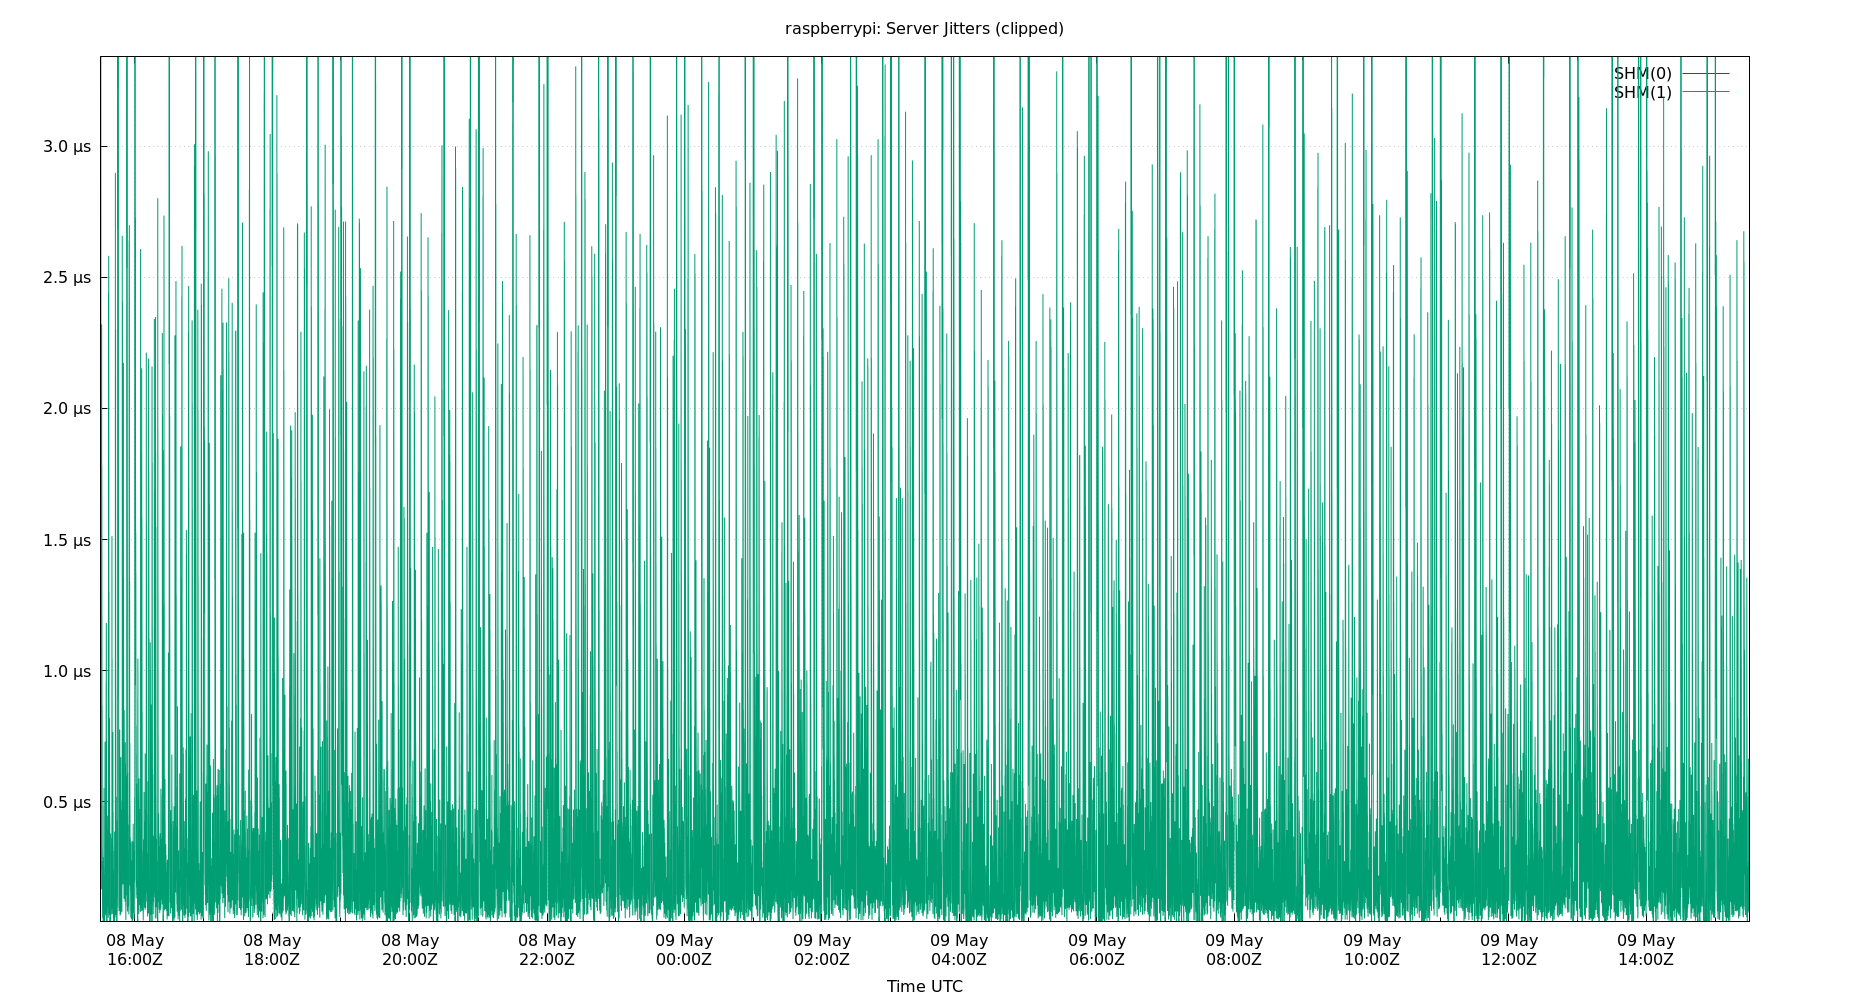 raspberrypi: Server Jitters (clipped)
SHM(0)
SHM(1)
3.0 µs
2.5 µs
2.0 µs
1.5 µs
1.0 µs
0.5 µs
08 May 08 May 08 May 08 May 09 May 09 May 09 May 09 May 09 May 09 May 09 May 09 May
16:00Z 18:00Z 20:00Z 22:00Z 00:00Z 02:00Z 04:00Z 06:00Z 08:00Z 10:00Z 12:00Z 14:00Z
Time UTC